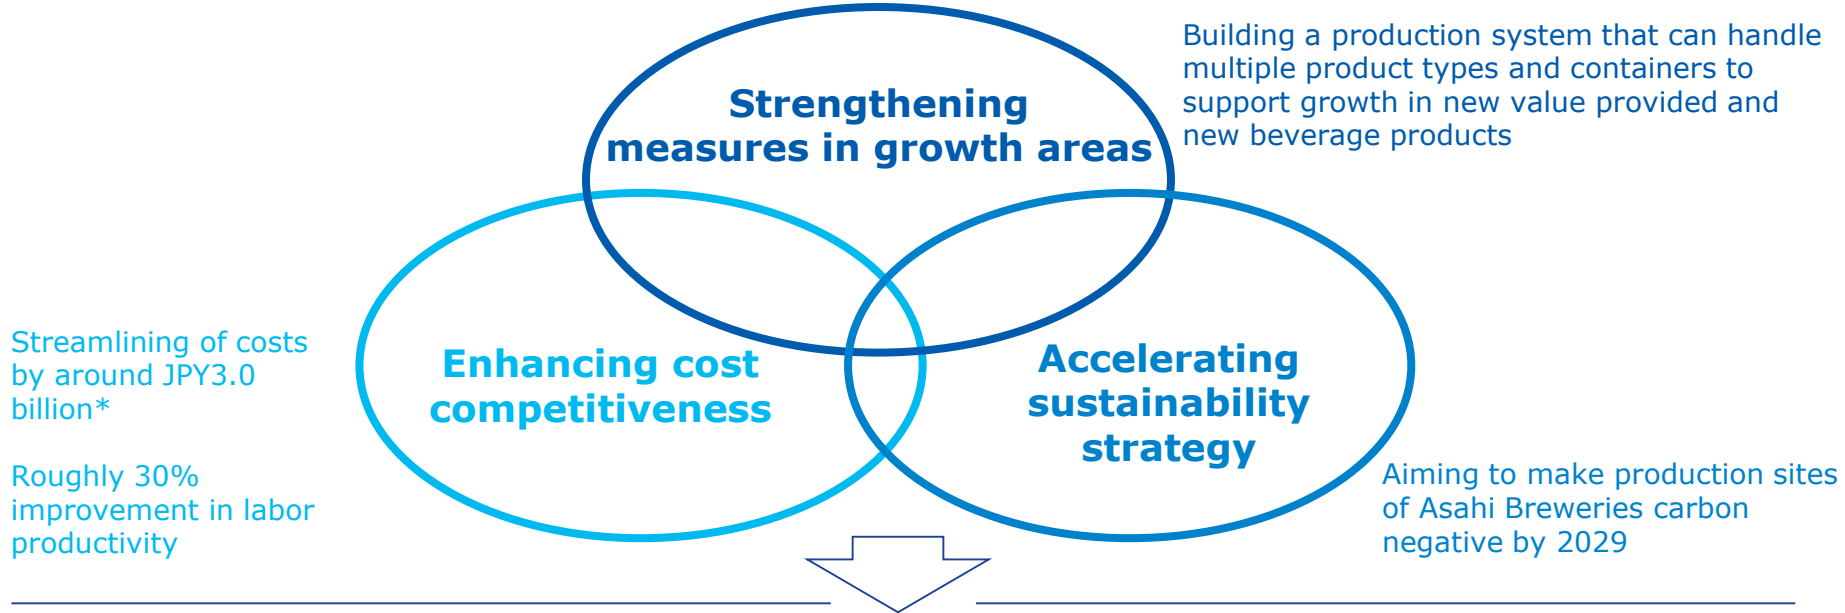 Strengthening
measures in growth areas
Building a production system that can handle
multiple product types and containers to
support growth in new value provided and
new beverage products
Streamlining of costs
by around JPY3.0
billion*
Roughly 30%
improvement in labor
productivity
Enhancing cost
competitiveness
Accelerating
sustainability
strategy
Aiming to make production sites
of Asahi Breweries carbon
negative by 2029